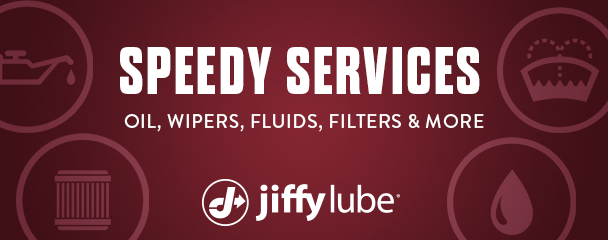 SPEEDY SERVICES
OIL, WIPERS, FLUIDS, FILTERS & MORE
jiffy lube®